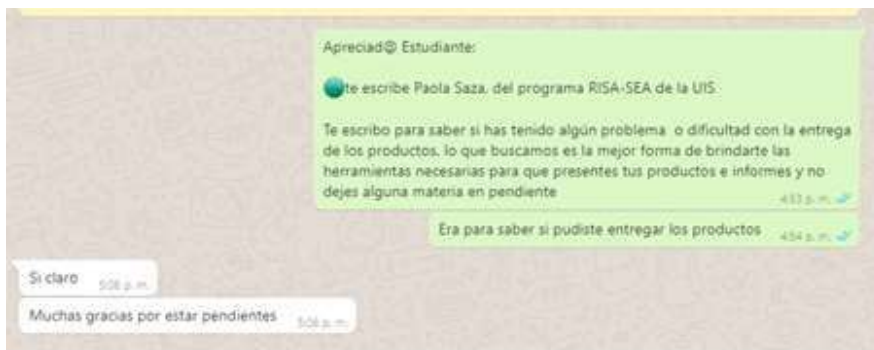 Apreciad@ Estudiante:
te escribe Paola Saza, del programa RISA-SEA de la UIS
Te escribo para saber si has tenido algún problema o dificultad con la entrega
de los productos, lo que buscamos es la mejor forma de brindarte las
herramientas necesarias para que presentes tus productos e informes y no
dejes alguna materia en pendiente
4:53 p. m.
Era para saber si pudiste entregar los productos
4:54 p. m.
Si claro
5:06 p. m.
Muchas gracias por estar pendientes
5:06 p. m.